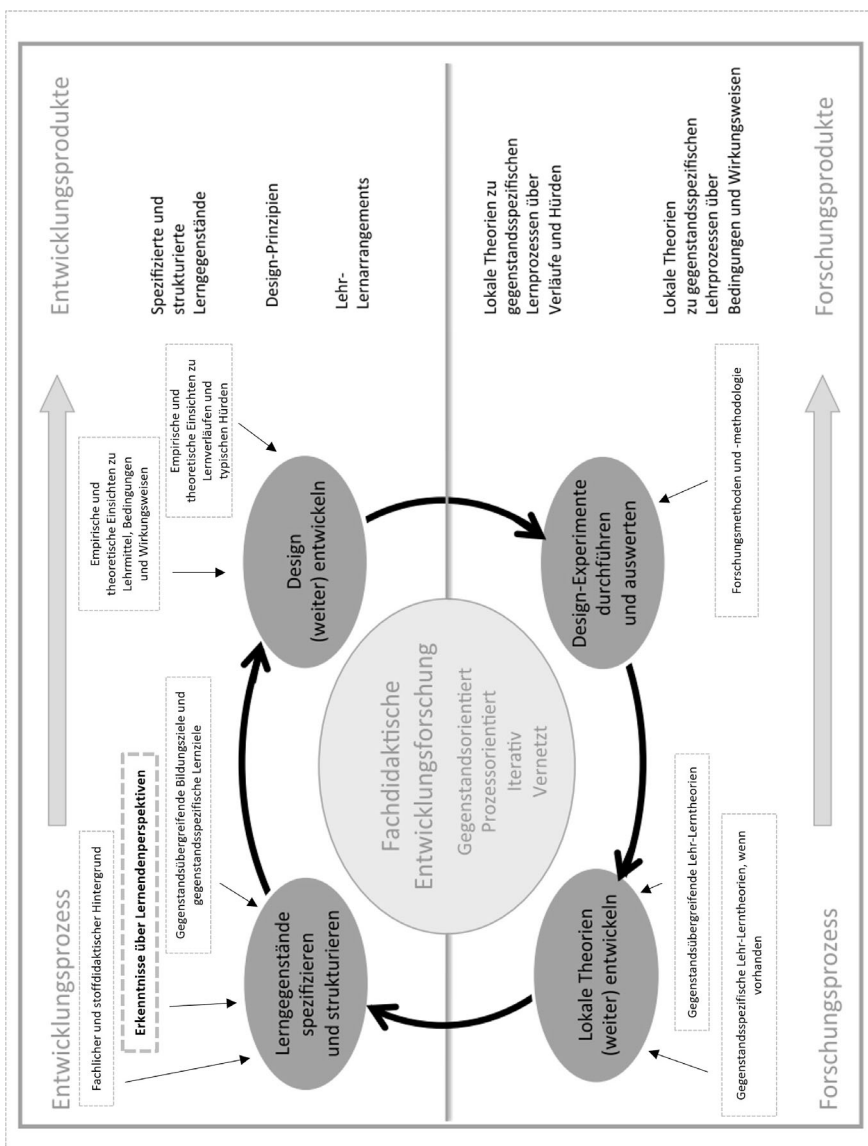 Entwicklungsprozess
Entwicklungsprodukte
Fachlicher und stoffdidaktischer Hintergrund
Erkenntnisse über Lernendenperspektiven
Gegenstandsübergreifende Bildungsziele und
gegenstandsspezifische Lernziele
Empirische und
theoretische Einsichten zu
Lehrmittel, Bedingungen
und Wirkungsweisen
Empirische und
theoretische Einsichten zu
Lernverläufen und
typischen Hürden
Spezifizierte und
strukturierte
Lerngegenstände
Design-Prinzipien
Lehr-
Lernarrangements
Lerngegenstände
spezifizieren
und strukturieren
Design
(weiter) entwickeln
Fachdidaktische
Entwicklungsforschung
Gegenstandsorientiert
Prozessorientiert
Iterativ
Vernetzt
Lokale Theorien
(weiter) entwickeln
Design-Experimente
durchführen
und auswerten
Lokale Theorien zu
gegenstandsspezifischen
Lernprozessen über
Verläufe und Hürden
Lokale Theorien
zu gegenstandsspezifischen
Lehrprozessen über
Bedingungen und Wirkungsweisen
Gegenstandsübergreifende Lehr-Lerntheorien
Gegenstandsspezifische Lehr-Lerntheorien, wenn
vorhanden
Forschungsmethoden und -methodologie
Forschungsprozess
Forschungsprodukte